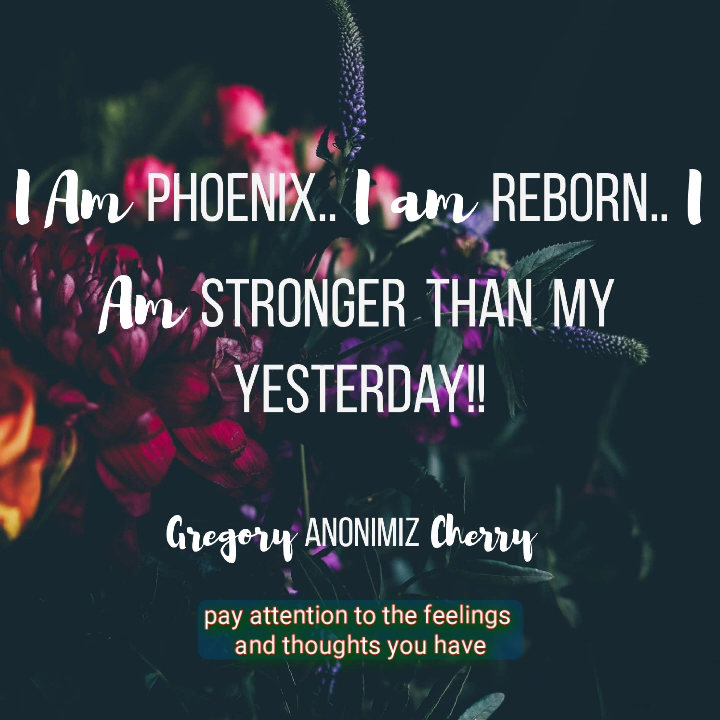 I Am PHOENIX.. I am REBORN.. I
Am STRONGER THAN MY
YESTERDAY!!
Gregory ANONIMIZ Cherry
pay attention to the feelings
and thoughts you have